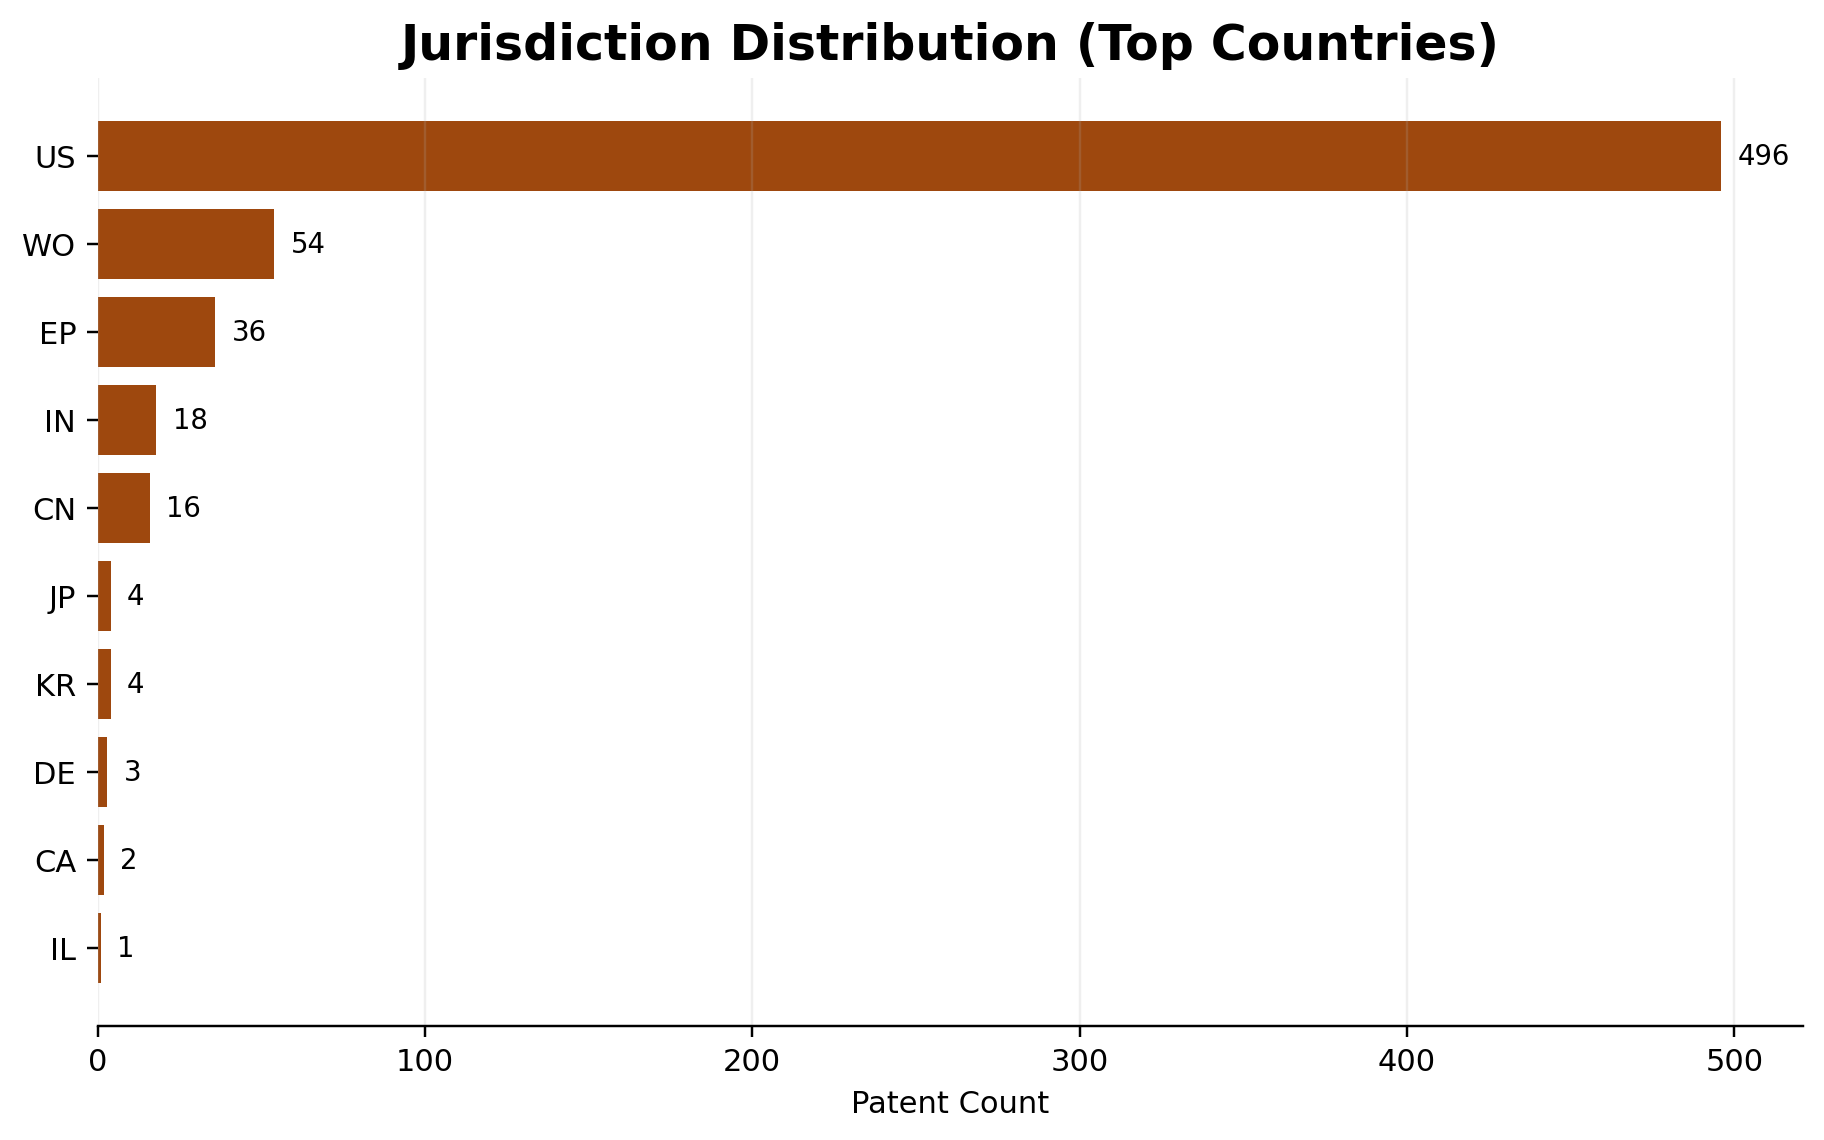 Jurisdiction Distribution (Top Countries)
US 496
WO 54
EP 36
IN 18
CN 16
JP 4
KR 4
DE 3
CA 2
IL 1
0 100 200 300 400 500
Patent Count